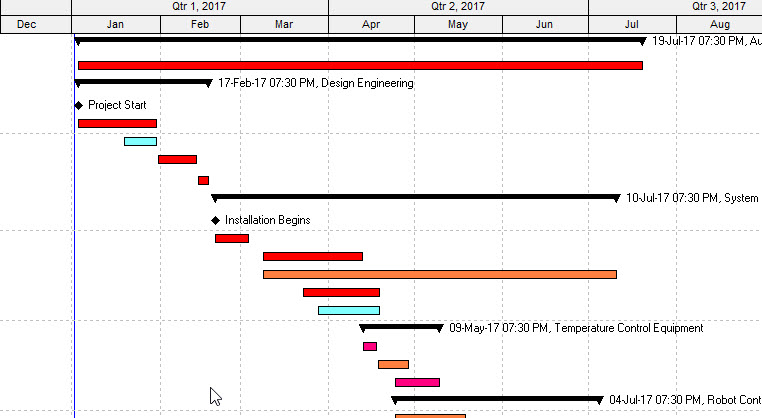 Qtr 1, 2017 Qtr 2, 2017 Qtr 3, 2017
Dec Jan Feb Mar Apr May Jun Jul Aug
19-Jul-17 07:30 PM, Au
17-Feb-17 07:30 PM, Design Engineering
Project Start
10-Jul-17 07:30 PM, System
Installation Begins
09-May-17 07:30 PM, Temperature Control Equipment
04-Jul-17 07:30 PM, Robot Cont